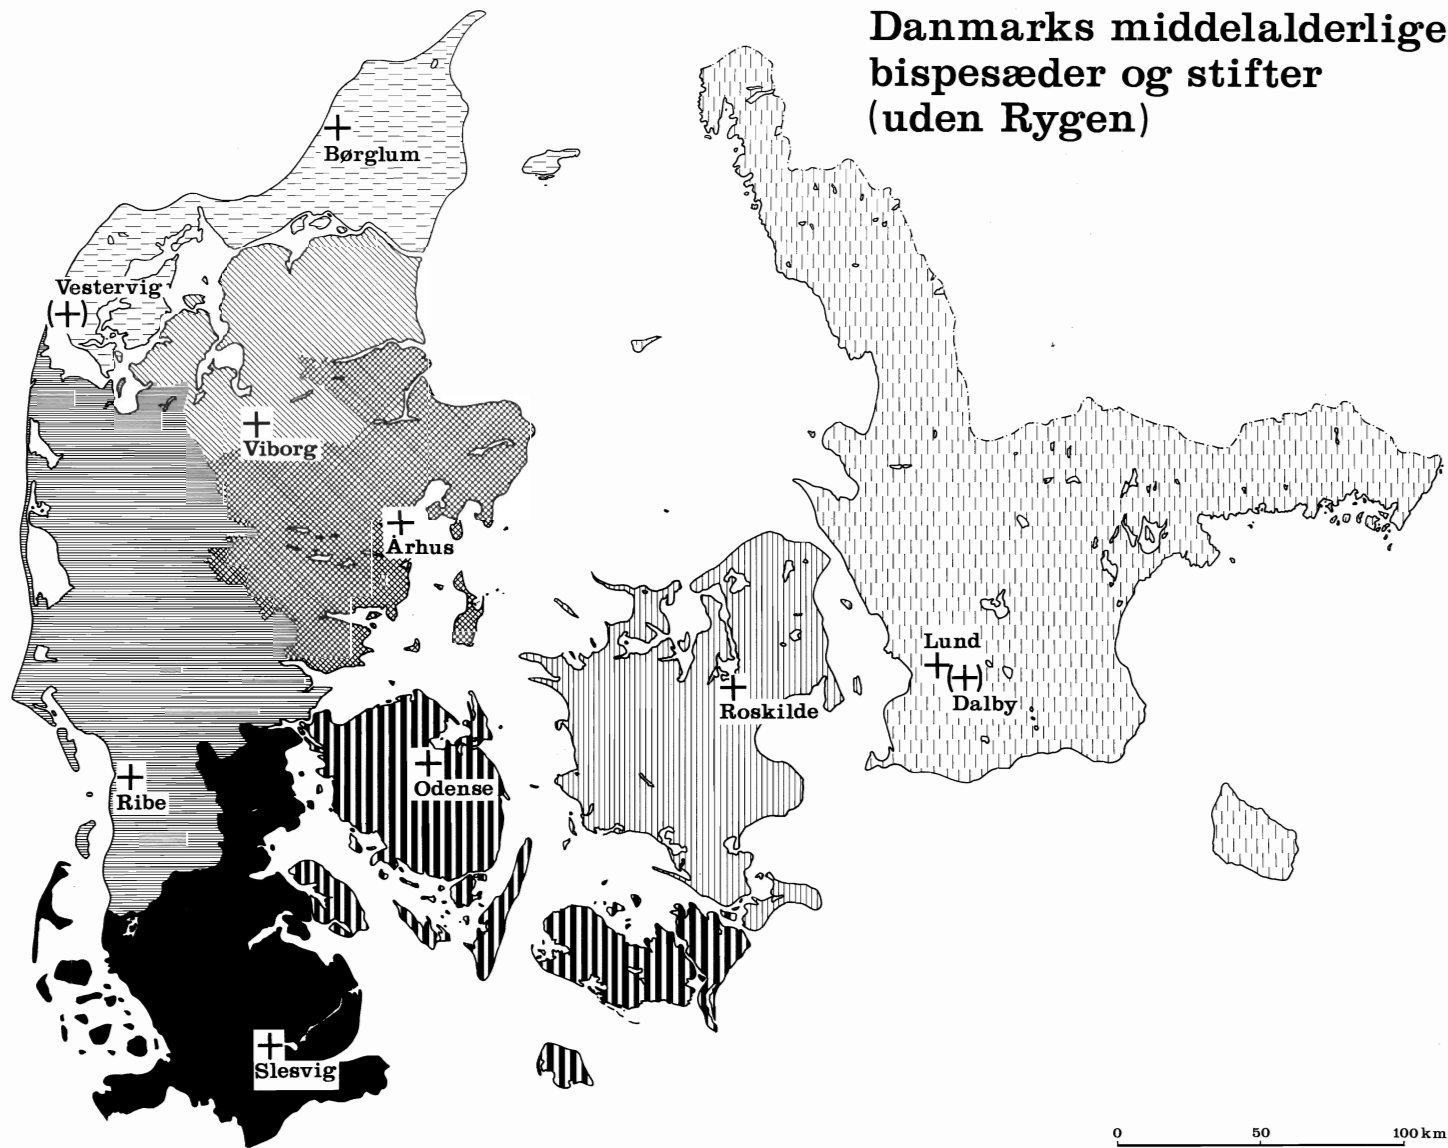 Danmarks middelalderlige
bispesæder og stifter
(uden Rygen)
Børglum
Vestervig
Viborg
Århus
Lund
Dalby
Roskilde
Odense
Ribe
Slesvig
0 50 100 km